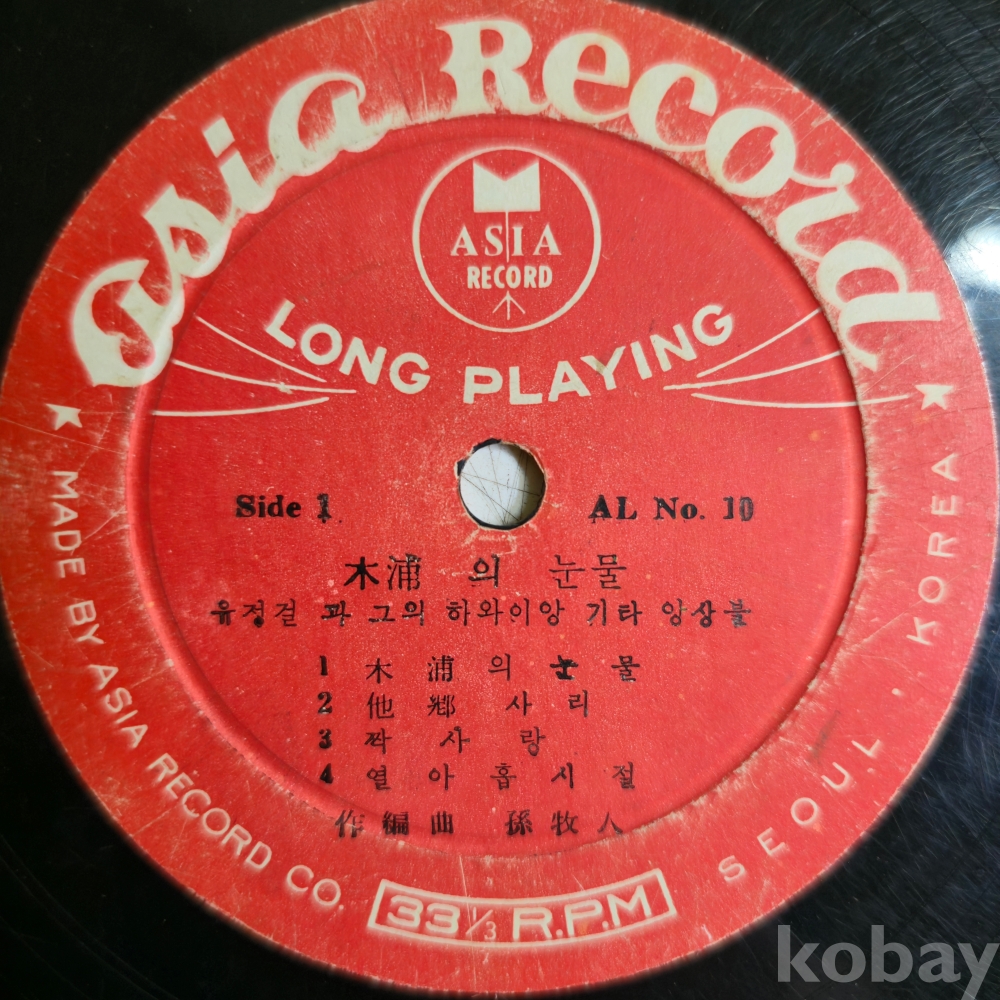 asia Record
ASIA
RECORD
LONG PLAYING
Side 1
AL No. 10
木浦 의 눈물
유정걸 과 그의 하와이앙 기타 앙상블
1 木 浦 의 눈 물
2 他 鄕 사 리
3 짝 사 랑
4 열 아 홉 시 절
作 編 曲 孫 牧 人
MADE BY ASIA RECORD CO.
33 1/3 R.P.M
SEOUL, KOREA
kobay